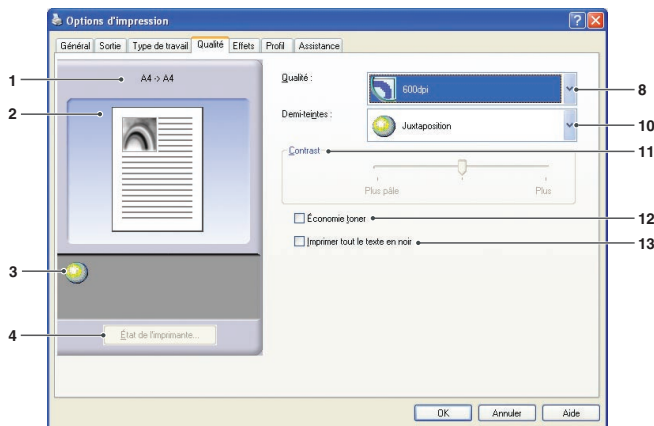 Options d'impression
Général Sortie Type de travail Qualité Effets Profil Assistance
1
A4 -> A4
2
3
4
État de l'imprimante...
Qualité :
600dpi
8
Demi-teintes :
Juxtaposition
10
Contrast
11
Plus pâle
Plus
Économie toner
12
Imprimer tout le texte en noir
13
OK Annuler Aide